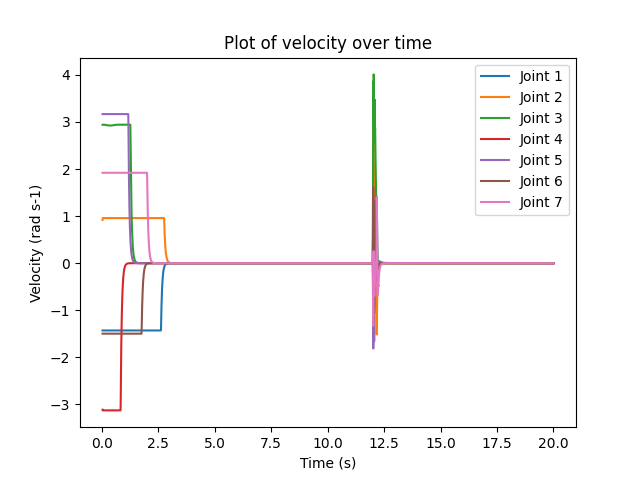 Plot of velocity over time
4
3
2
1
0
−1
−2
−3
Velocity (rad s-1)
Joint 1
Joint 2
Joint 3
Joint 4
Joint 5
Joint 6
Joint 7
0.0 2.5 5.0 7.5 10.0 12.5 15.0 17.5 20.0
Time (s)